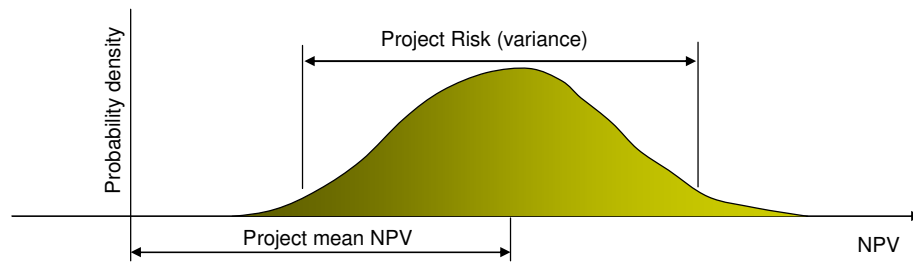 Project Risk (variance)
Probability density
Project mean NPV
NPV